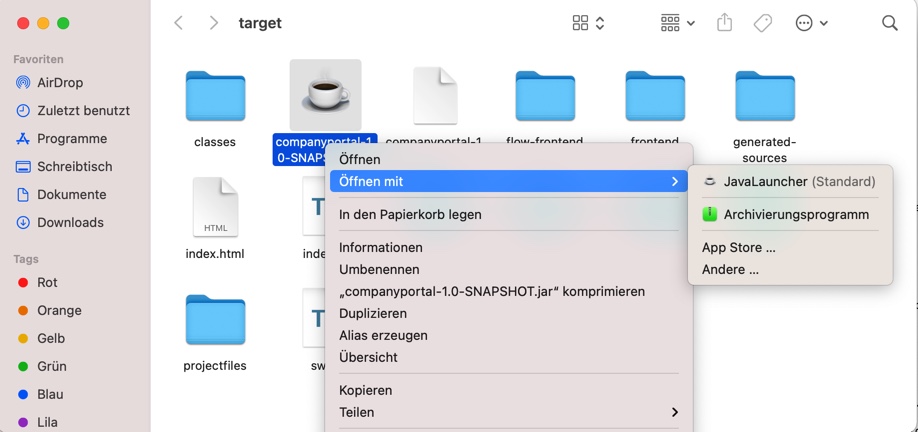 target
Favoriten
AirDrop
Zuletzt benutzt
Programme
Schreibtisch
Dokumente
Downloads
Tags
Rot
Orange
Gelb
Grün
Blau
Lila
classes
companyportal-1.
0-SNAPS
companyportal-1
flow-frontend
frontend
generated-
sources
HTML
index.html
T
inde
projectfiles
T
sw
Öffnen
Öffnen mit
In den Papierkorb legen
Informationen
Umbenennen
„companyportal-1.0-SNAPSHOT.jar“ komprimieren
Duplizieren
Alias erzeugen
Übersicht
Kopieren
Teilen
JavaLauncher (Standard)
Archivierungsprogramm
App Store ...
Andere ...